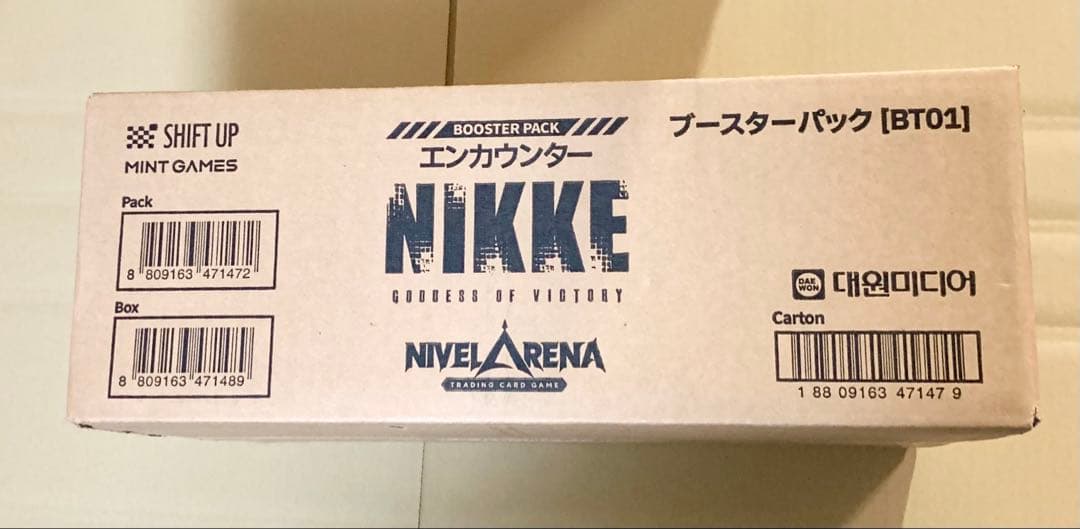 SHIFT UP
MINT GAMES
Pack
8 809163 471472
Box
8 809163 471489
BOOSTER PACK
エンカウンター
NIKKE
GODDESS OF VICTORY
NIVEL ARENA
TRADING CARD GAME
ブースターパック [BT01]
DAE WON 대원미디어
Carton
1 88 09163 47147 9